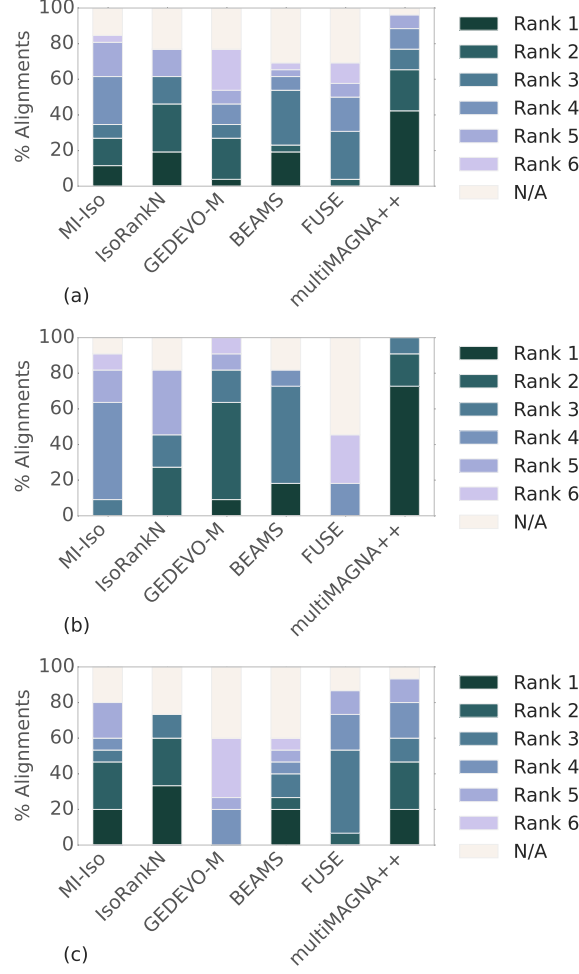 % Alignments
100
80
60
40
20
0
MI-Iso
IsoRankN
GEDEVO-M
BEAMS
FUSE
multiMAGNA++
Rank 1
Rank 2
Rank 3
Rank 4
Rank 5
Rank 6
N/A
(a)
% Alignments
100
80
60
40
20
0
MI-Iso
IsoRankN
GEDEVO-M
BEAMS
FUSE
multiMAGNA++
Rank 1
Rank 2
Rank 3
Rank 4
Rank 5
Rank 6
N/A
(b)
% Alignments
100
80
60
40
20
0
MI-Iso
IsoRankN
GEDEVO-M
BEAMS
FUSE
multiMAGNA++
Rank 1
Rank 2
Rank 3
Rank 4
Rank 5
Rank 6
N/A
(c)